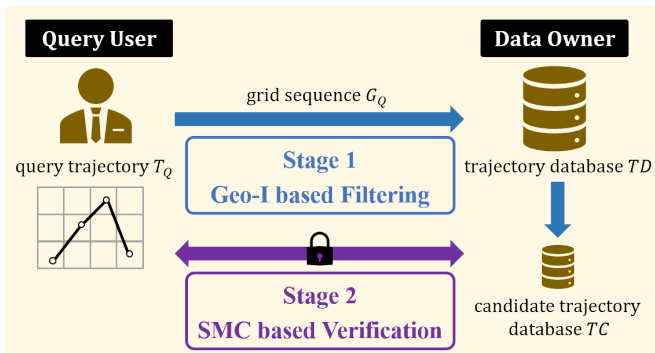 Query User
Data Owner
grid sequence G_Q
query trajectory T_Q
Stage 1
Geo-I based Filtering
trajectory database TD
Stage 2
SMC based Verification
candidate trajectory
database TC